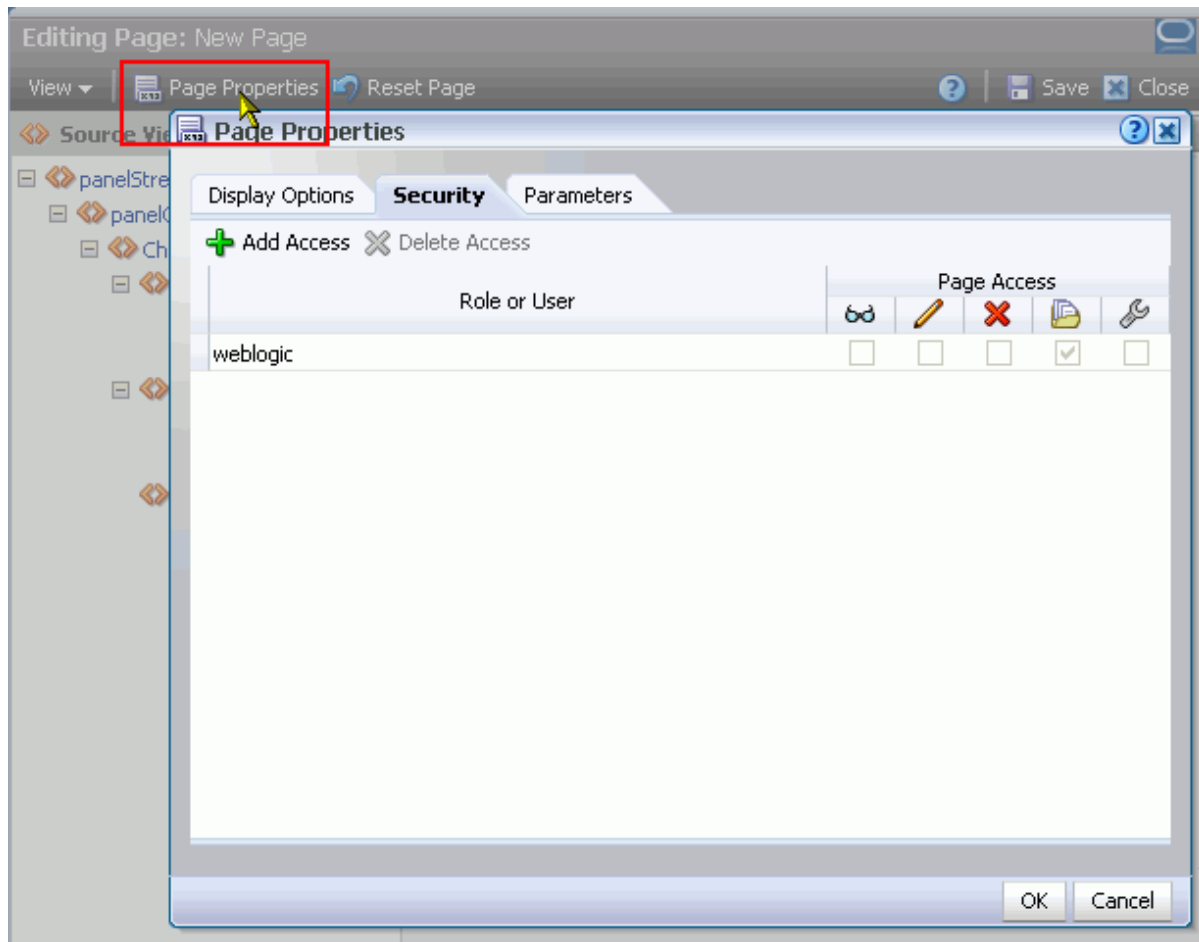 Editing Page: New Page
View Page Properties Reset Page Save Close
Source Vie Page Properties
panelStre
Display Options Security Parameters
Add Access Delete Access
Ch
Role or User
Page Access
weblogic
OK Cancel